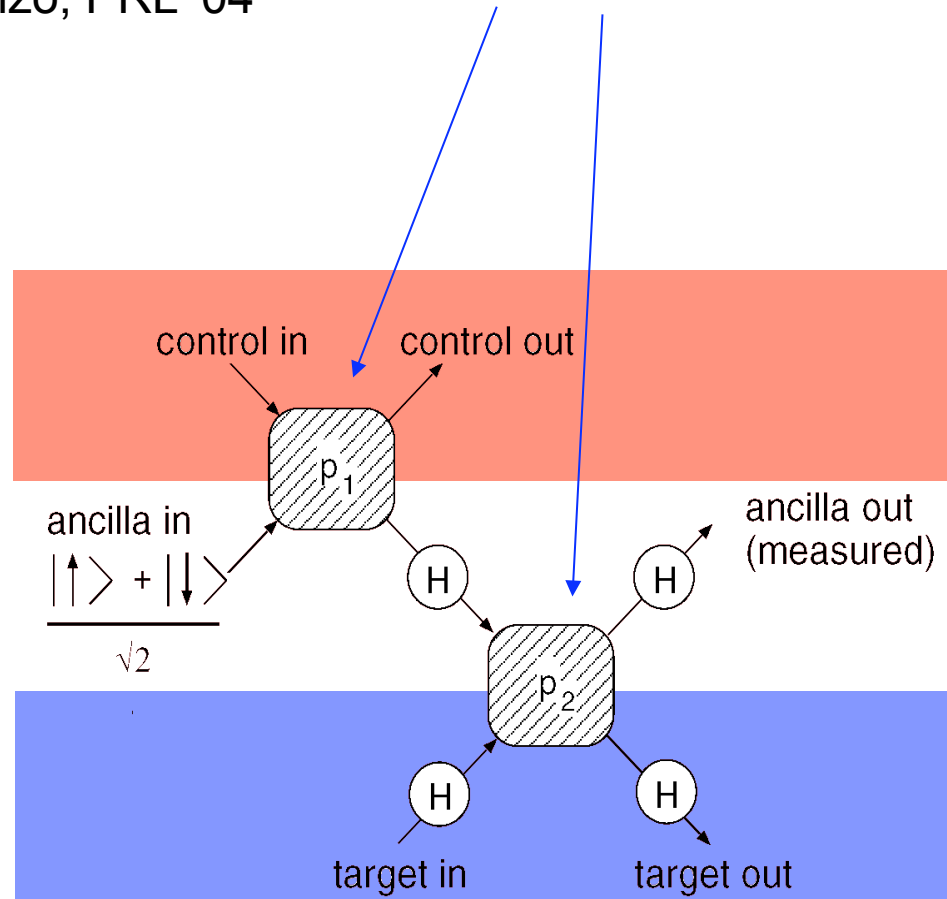 control in
control out
p1
ancilla in
|↑⟩ + |↓⟩
√2
H
H
ancilla out
(measured)
p2
H
H
target in
target out